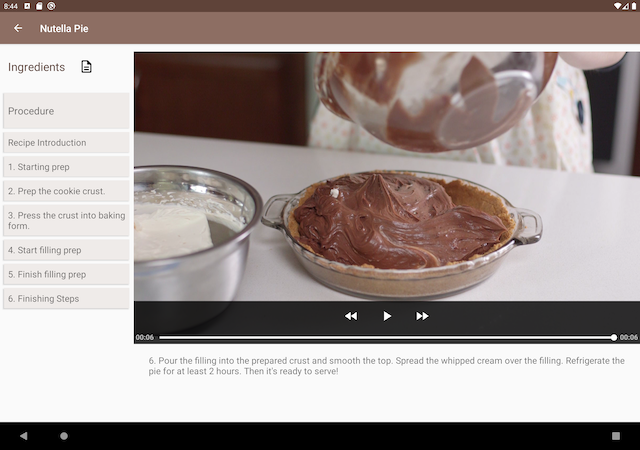 8:44
Nutella Pie
Ingredients
Procedure
Recipe Introduction
1. Starting prep
2. Prep the cookie crust.
3. Press the crust into baking
form.
4. Start filling prep
5. Finish filling prep
6. Finishing Steps
00:06
00:06
6. Pour the filling into the prepared crust and smooth the top. Spread the whipped cream over the filling. Refrigerate the
pie for at least 2 hours. Then it's ready to serve!